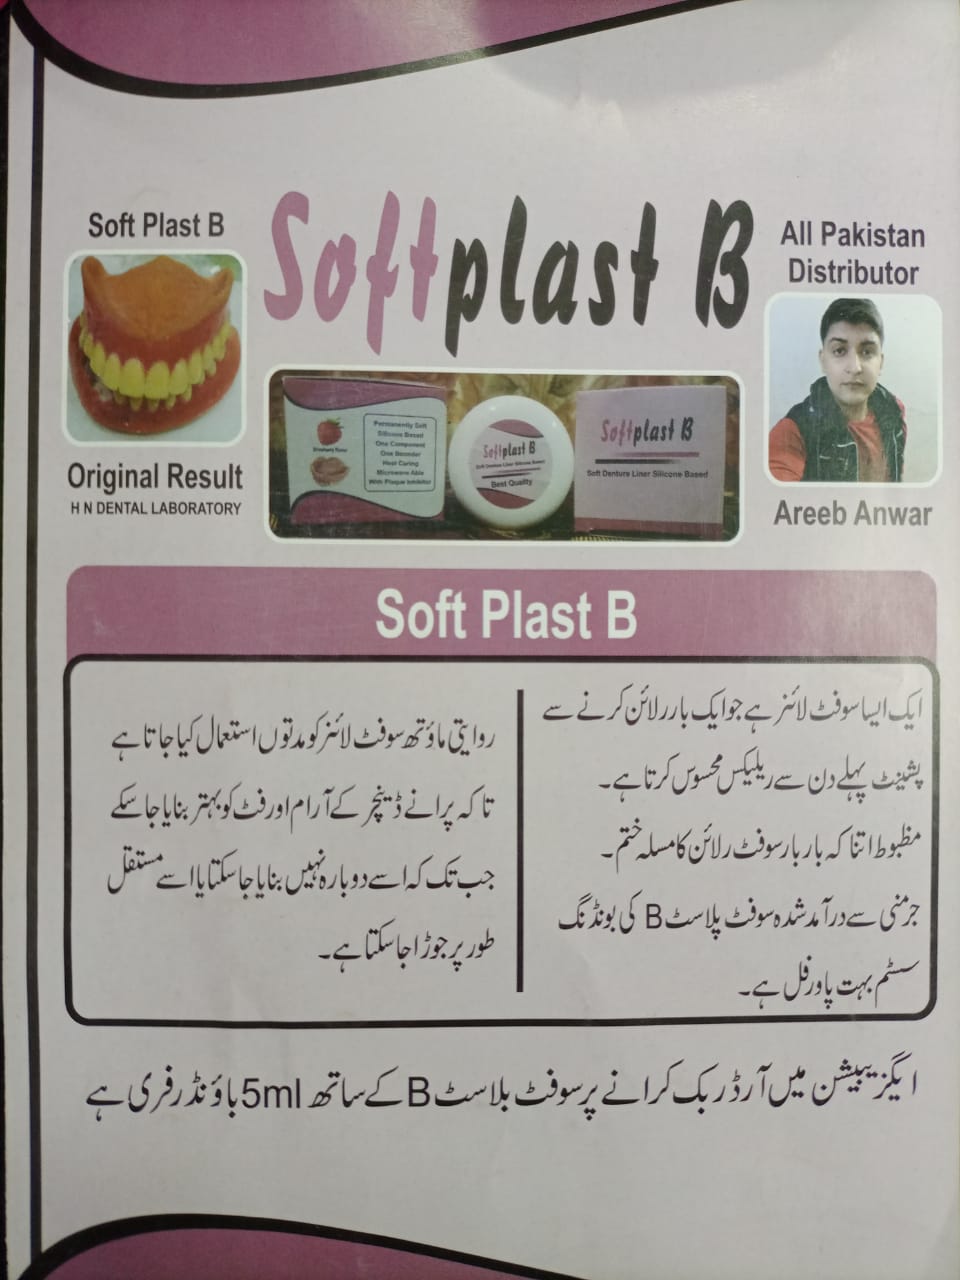 Softplast B
Soft Plast B
Original Result
H N DENTAL LABORATORY
All Pakistan
Distributor
Areeb Anwar
Strawberry flavor
Permanently Soft
Silicone Based
One Component
One Bounder
Heat Curing
Microwave Able
With Plaque Inhibitor
Softplast B
Soft Denture Liner Silicone Based
Best Quality
Softplast B
Soft Denture Liner Silicone Based
Soft Plast B
ایک ایسا سوفٹ لائنر ہے جو ایک بار رلائن کرنے سے
پشینٹ پہلے دن سے ریلیکس محسوس کرتا ہے۔
مظبوط اتنا کہ بار بار سوفٹ رلائن کا مسلہ ختم۔
جرمنی سے درآمد شدہ سوفٹ پلاسٹ B کی بونڈنگ
سسٹم بہت پاورفل ہے۔
روایتی ماؤتھ سوفٹ لائنز کو مدتوں استعمال کیا جاتا ہے
تاکہ پرانے ڈینچر کے آرام اور فٹ کو بہتر بنایا جاسکے
جب تک کہ اسے دوبارہ نہیں بنایا جاسکتا یا اسے مستقل
طور پر جوڑا جاسکتا ہے۔
ایگزیبیشن میں آرڈر بک کرانے پر سوفٹ بلاسٹ B کے ساتھ 5ml باؤنڈر فری ہے